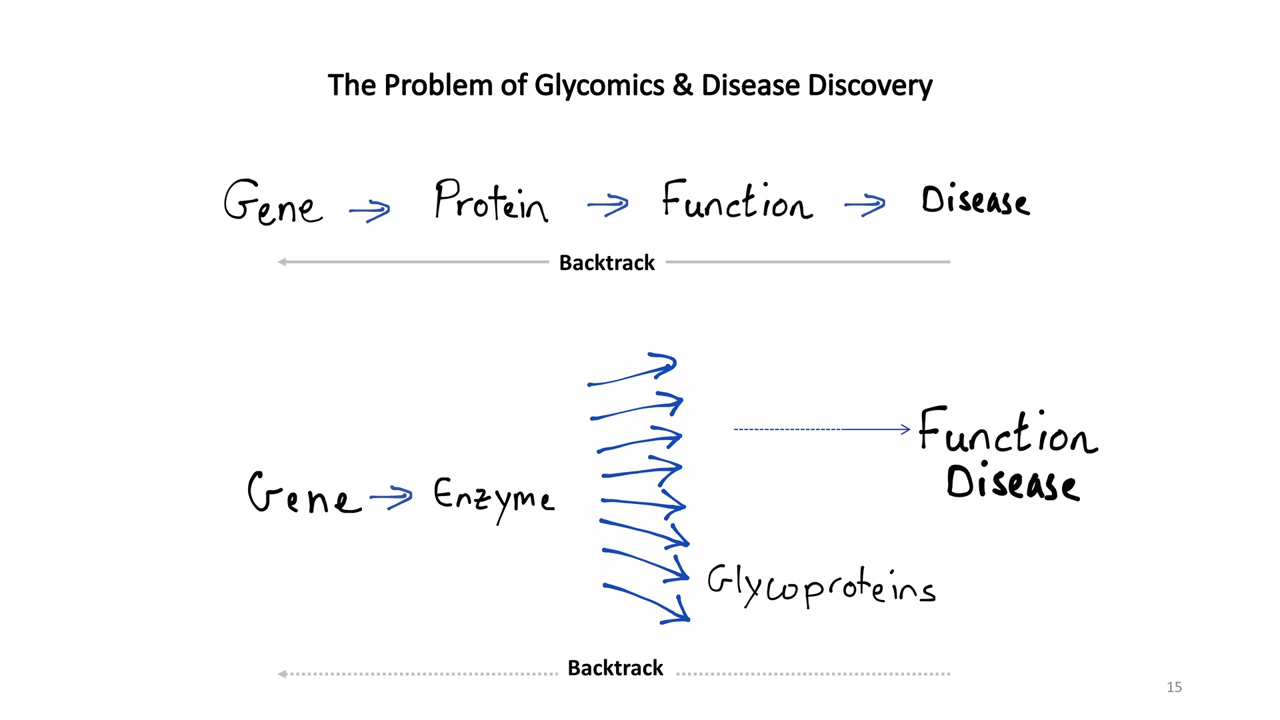 The Problem of Glycomics & Disease Discovery
Gene → Protein → Function → Disease
Backtrack
Gene → Enzyme
Function
Disease
Glycoproteins
Backtrack
15